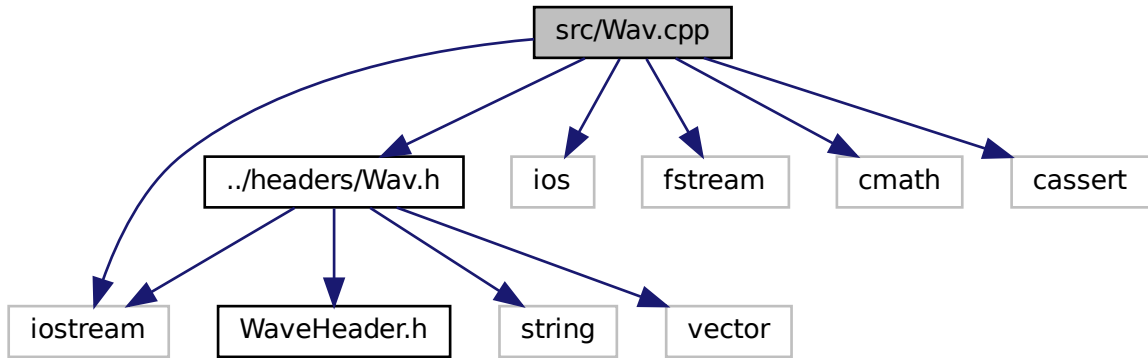 src/Wav.cpp
../headers/Wav.h
ios
fstream
cmath
cassert
iostream
WaveHeader.h
string
vector